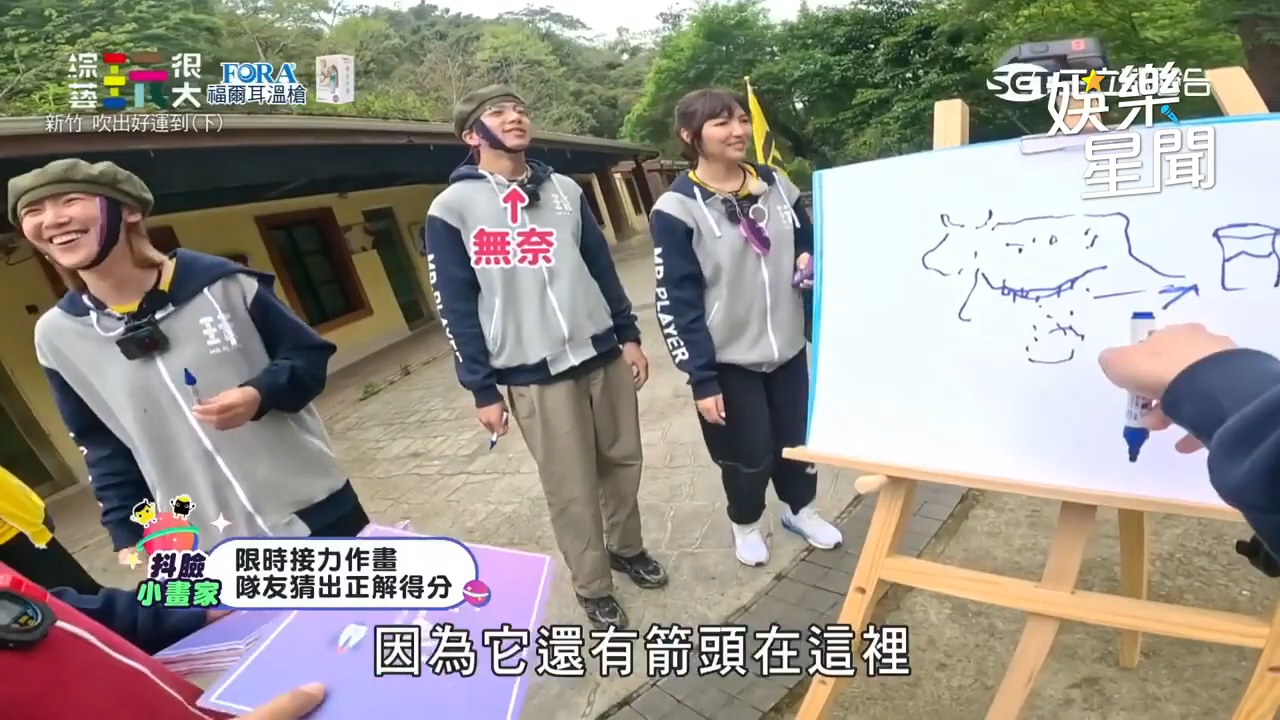 綜藝玩很大
FORA
福爾耳溫槍
新竹 吹出好運到(下)
娛樂
星聞
無奈
MR.PLAYER
MR.PLAYER
抖臉
小畫家
限時接力作畫
隊友猜出正解得分
因為它還有箭頭在這裡